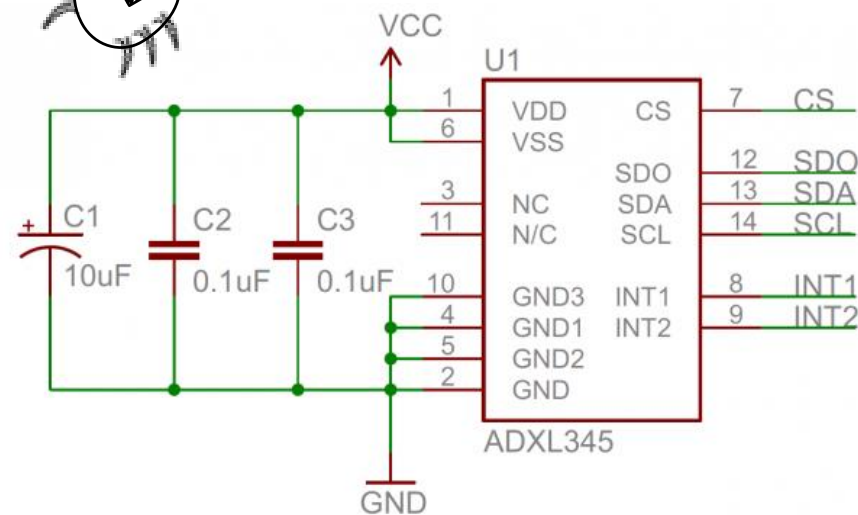 VCC
U1
1 VDD CS 7 CS
6 VSS
SDO 12 SDO
3 NC SDA 13 SDA
11 N/C SCL 14 SCL
+ C1 C2 C3
10uF 0.1uF 0.1uF
10 GND3 INT1 8 INT1
4 GND1 INT2 9 INT2
5 GND2
2 GND
ADXL345
GND